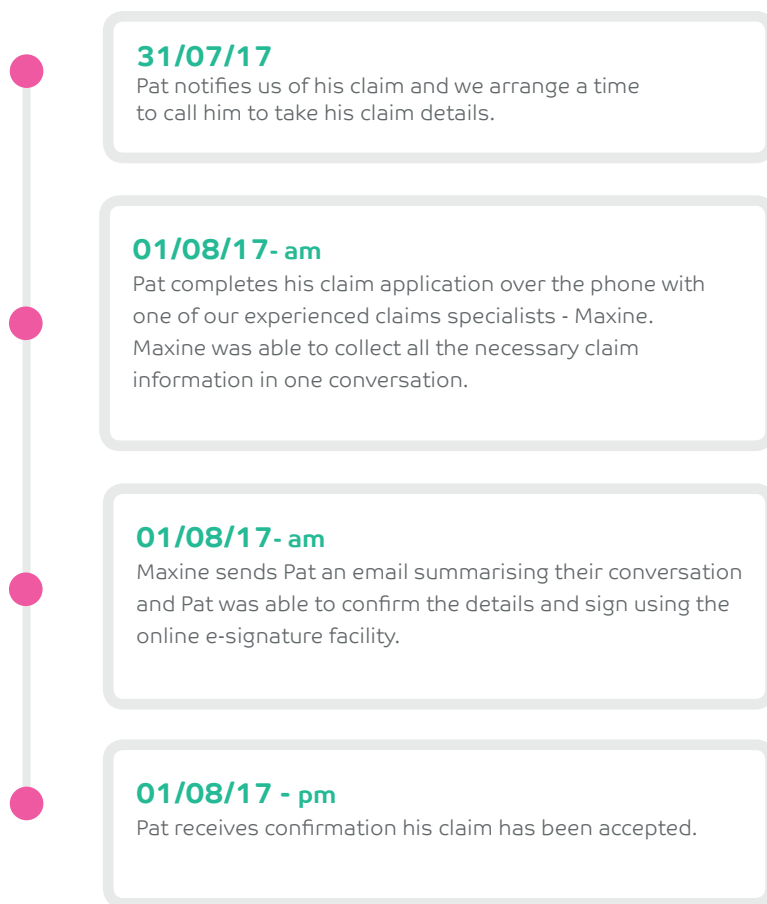 31/07/17
Pat notifies us of his claim and we arrange a time
to call him to take his claim details.
01/08/17- am
Pat completes his claim application over the phone with
one of our experienced claims specialists - Maxine.
Maxine was able to collect all the necessary claim
information in one conversation.
01/08/17- am
Maxine sends Pat an email summarising their conversation
and Pat was able to confirm the details and sign using the
online e-signature facility.
01/08/17 - pm
Pat receives confirmation his claim has been accepted.